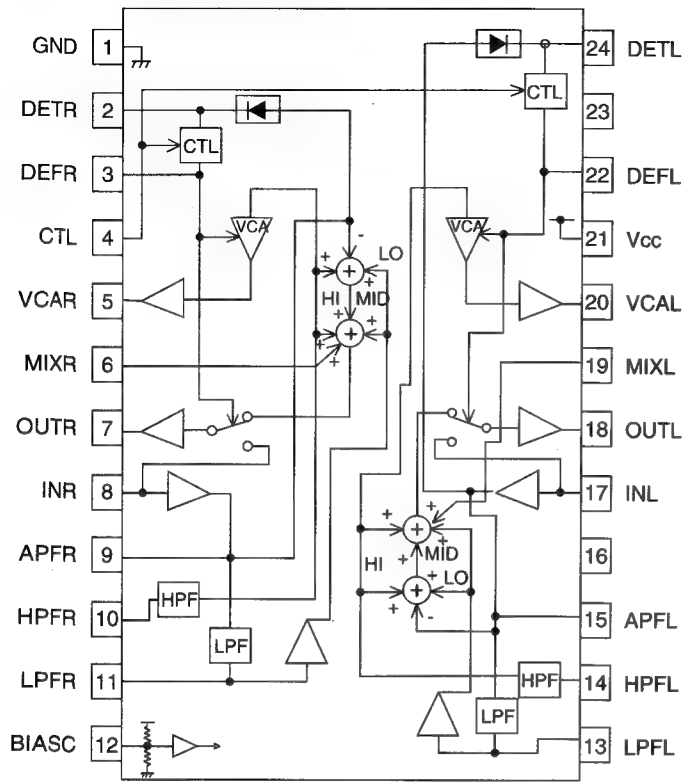 GND 1
DETR 2
DEFR 3
CTL 4
VCAR 5
MIXR 6
OUTR 7
INR 8
APFR 9
HPFR 10
LPFR 11
BIASC 12
24 DETL
23
22 DEFL
21 Vcc
20 VCAL
19 MIXL
18 OUTL
17 INL
16
15 APFL
14 HPFL
13 LPFL
CTL
CTL
VCA
VCA
-
LO
+ + +
HI MID
+ +
+ + +
+
HPF
LPF
+ +
+
HI + MID
+ LO
+ -
HPF
LPF